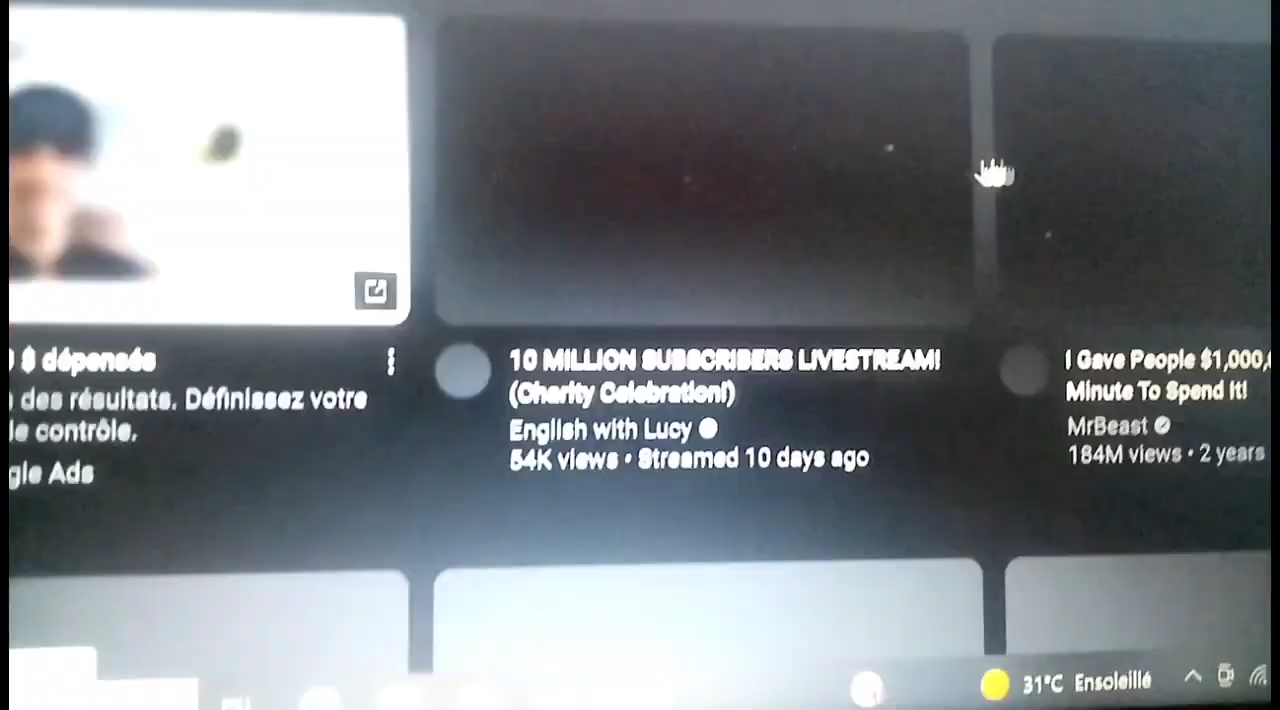 $ dépensés
des résultats. Définissez votre
le contrôle.
gle Ads
10 MILLION SUBSCRIBERS LIVESTREAM!
(Charity Celebration!)
English with Lucy
54K views • Streamed 10 days ago
I Gave People $1,000,
Minute To Spend It!
MrBeast
184M views • 2 years
31°C Ensoleillé